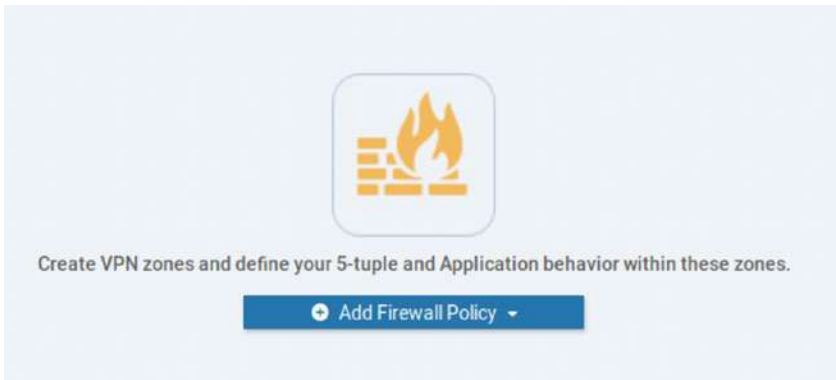 Create VPN zones and define your 5-tuple and Application behavior within these zones.
Add Firewall Policy